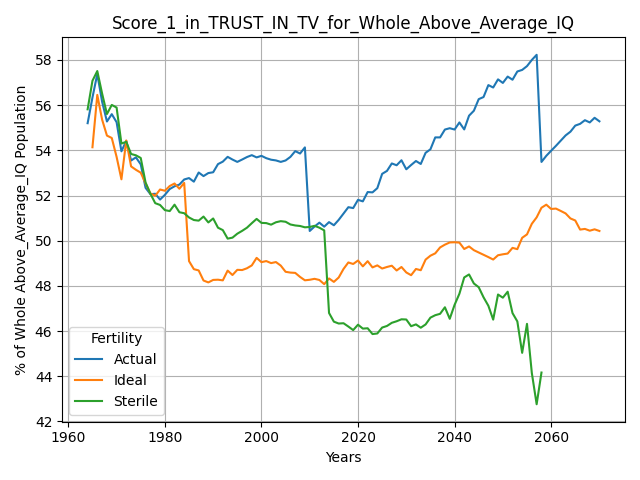 Score_1_in_TRUST_IN_TV_for_Whole_Above_Average_IQ
% of Whole Above_Average_IQ Population
58
56
54
52
50
48
46
44
42
Fertility
Actual
Ideal
Sterile
1960 1980 2000 2020 2040 2060
Years